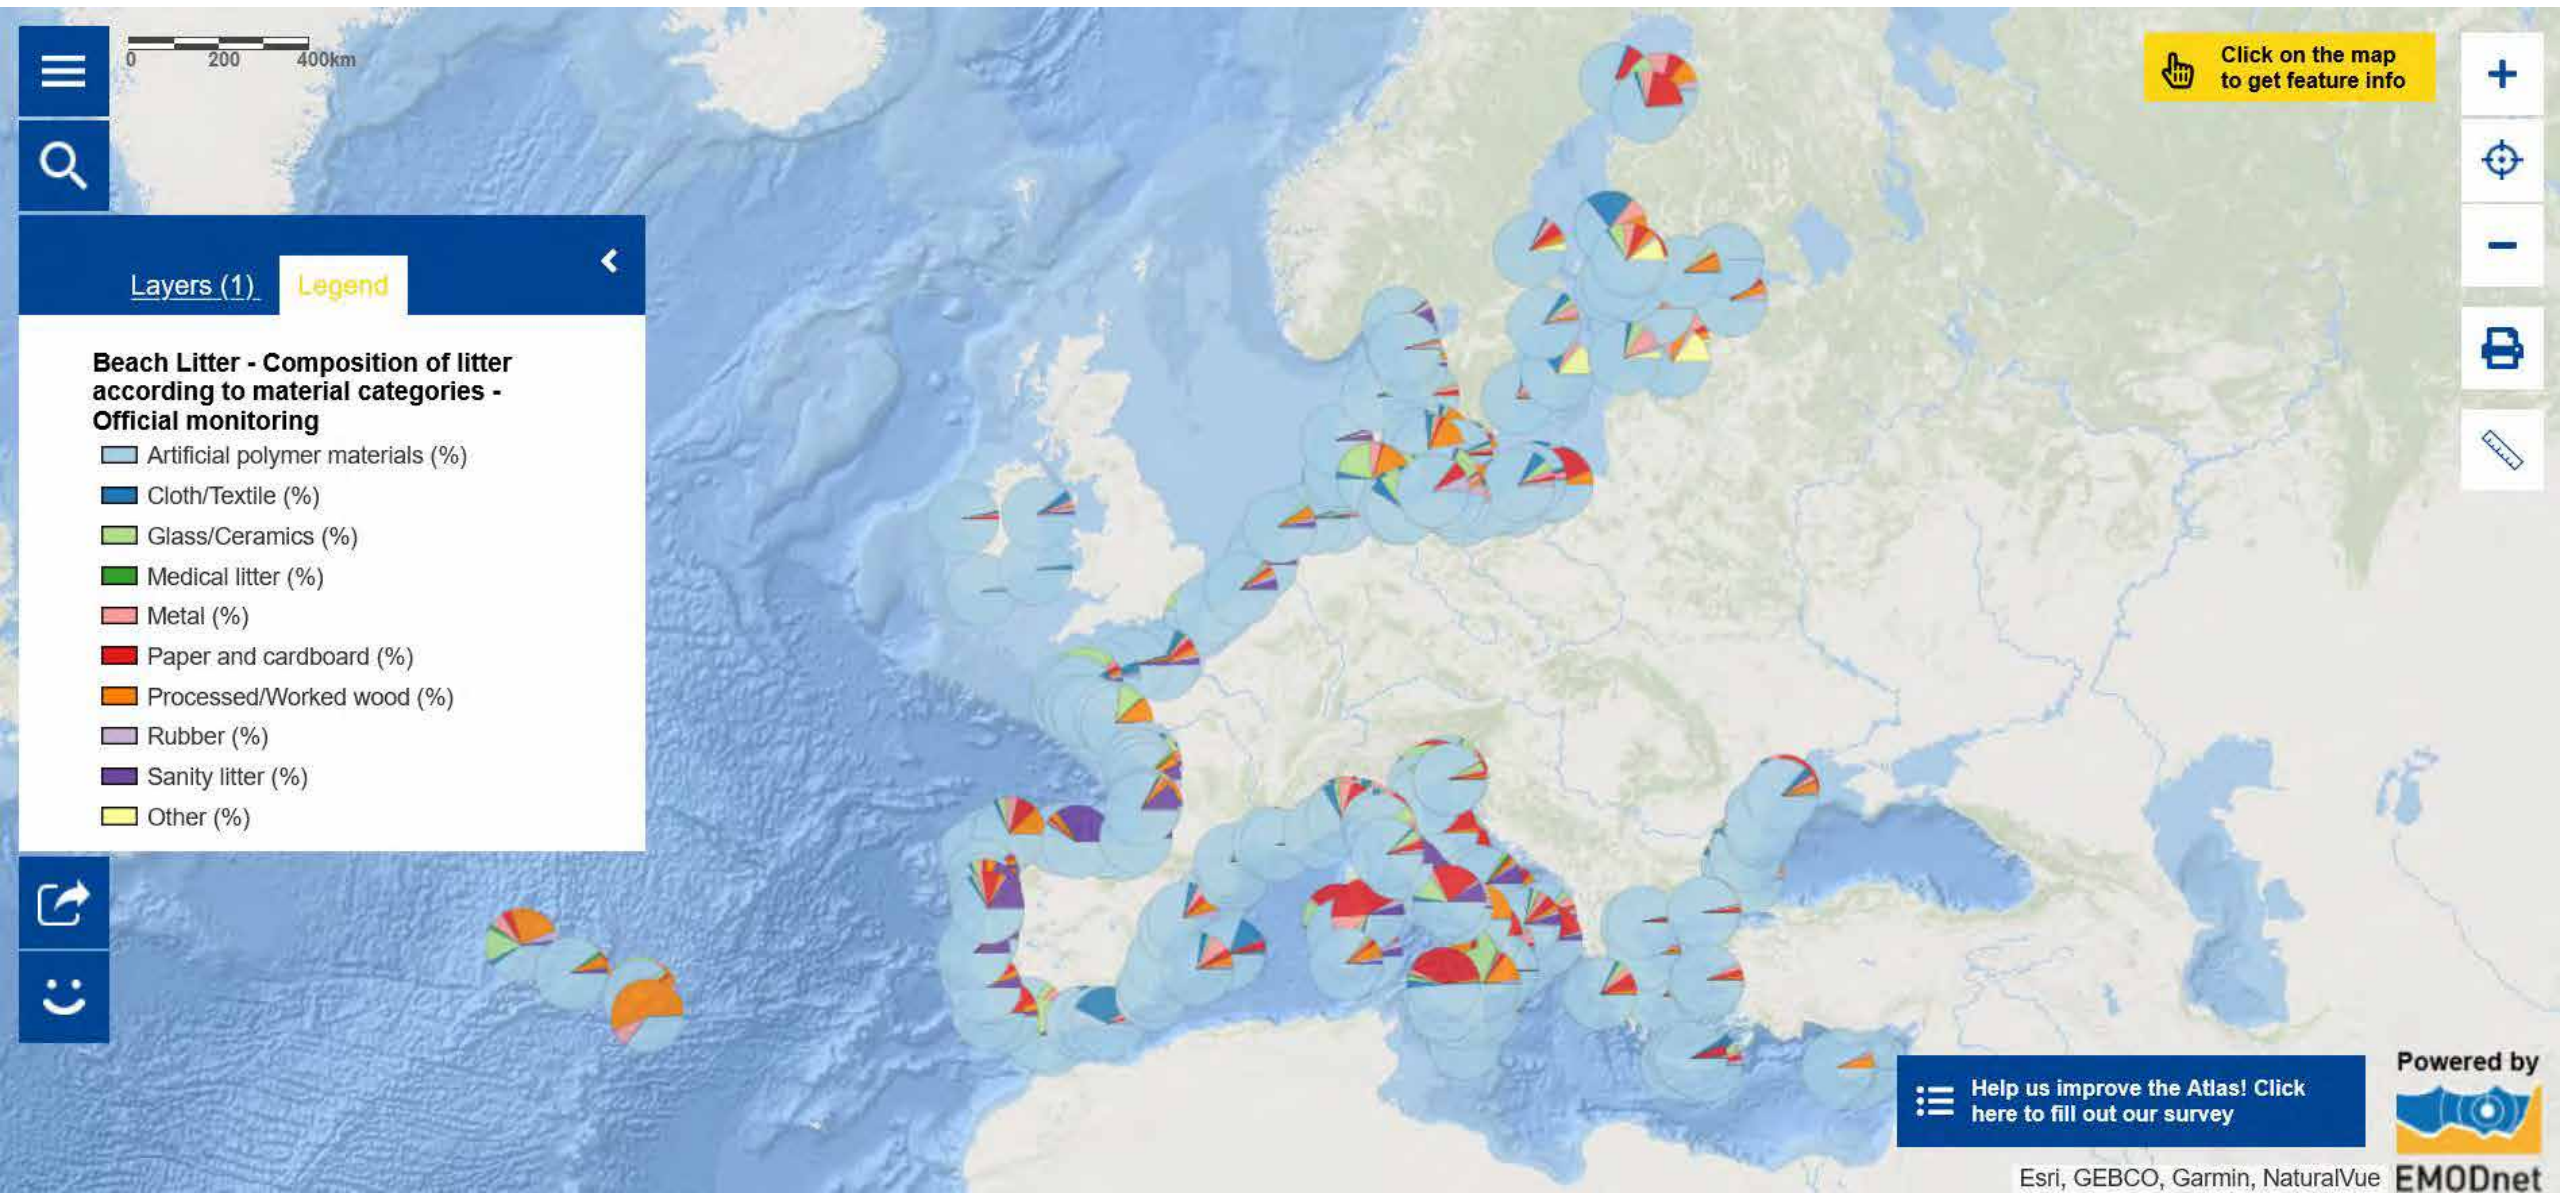 0 200 400km
Click on the map
to get feature info
Layers (1)
Legend
Beach Litter - Composition of litter
according to material categories -
Official monitoring
Artificial polymer materials (%)
Cloth/Textile (%)
Glass/Ceramics (%)
Medical litter (%)
Metal (%)
Paper and cardboard (%)
Processed/Worked wood (%)
Rubber (%)
Sanity litter (%)
Other (%)
Help us improve the Atlas! Click
here to fill out our survey
Powered by
EMODnet
Esri, GEBCO, Garmin, NaturalVue